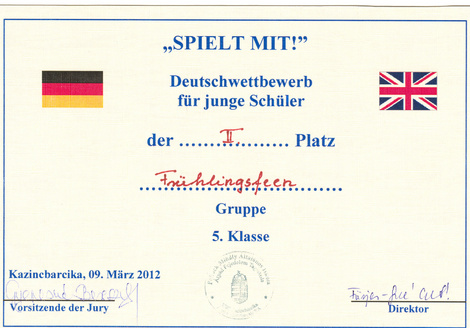 „SPIELT MIT!”
Deutschwettbewerb
für junge Schüler
der ......II......... Platz
Frühlingsfeen
Gruppe
5. Klasse
Kazincbarcika, 09. März 2012
Vorsitzende der Jury
Direktor